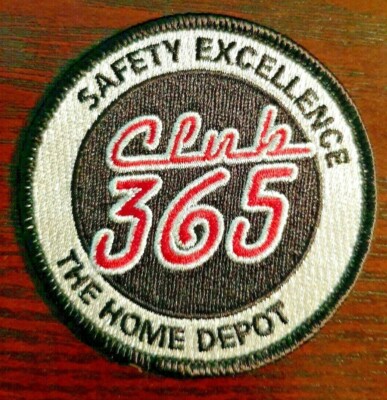 SAFETY EXCELLENCE
Club
365
THE HOME DEPOT